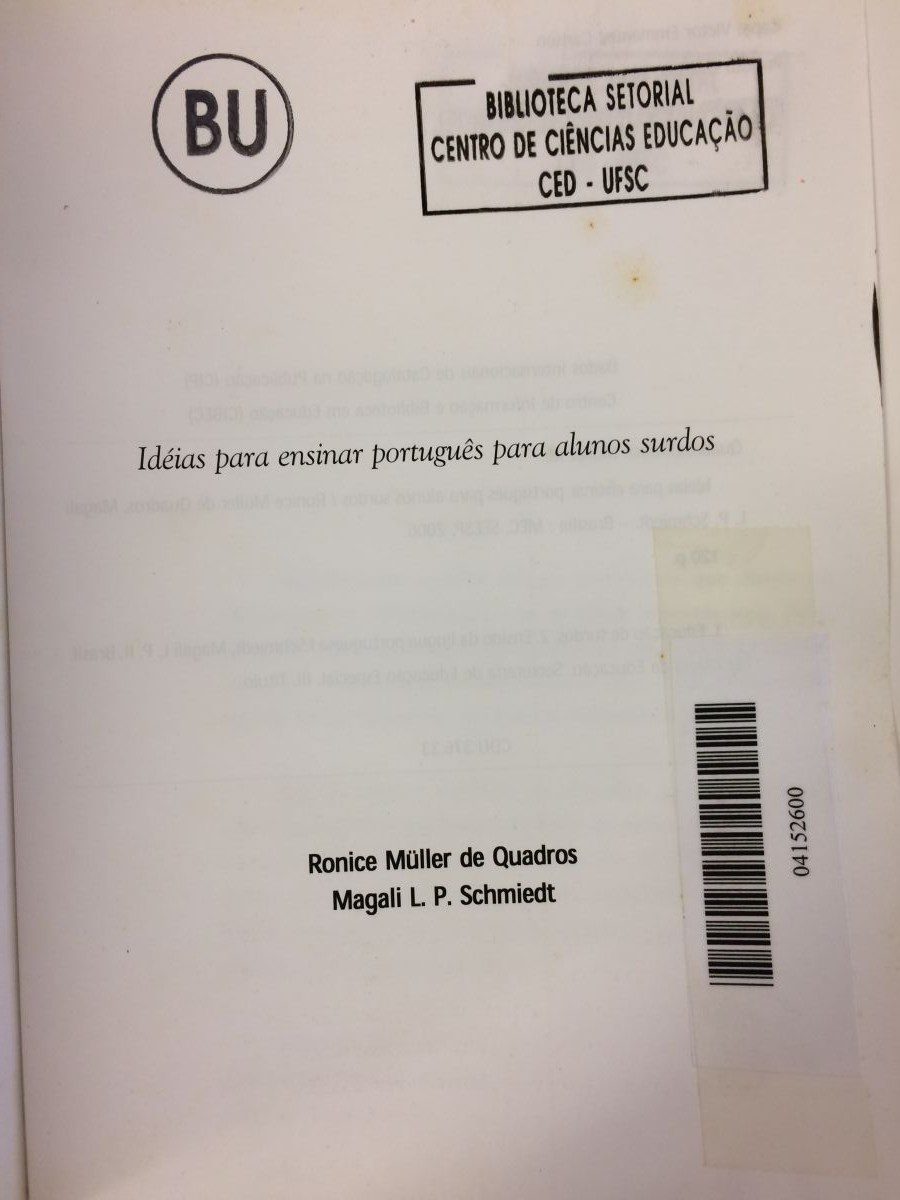 BU
BIBLIOTECA SETORIAL
CENTRO DE CIÊNCIAS EDUCAÇÃO
CED - UFSC
Idéias para ensinar português para alunos surdos
Ronice Müller de Quadros
Magali L. P. Schmiedt
04152600